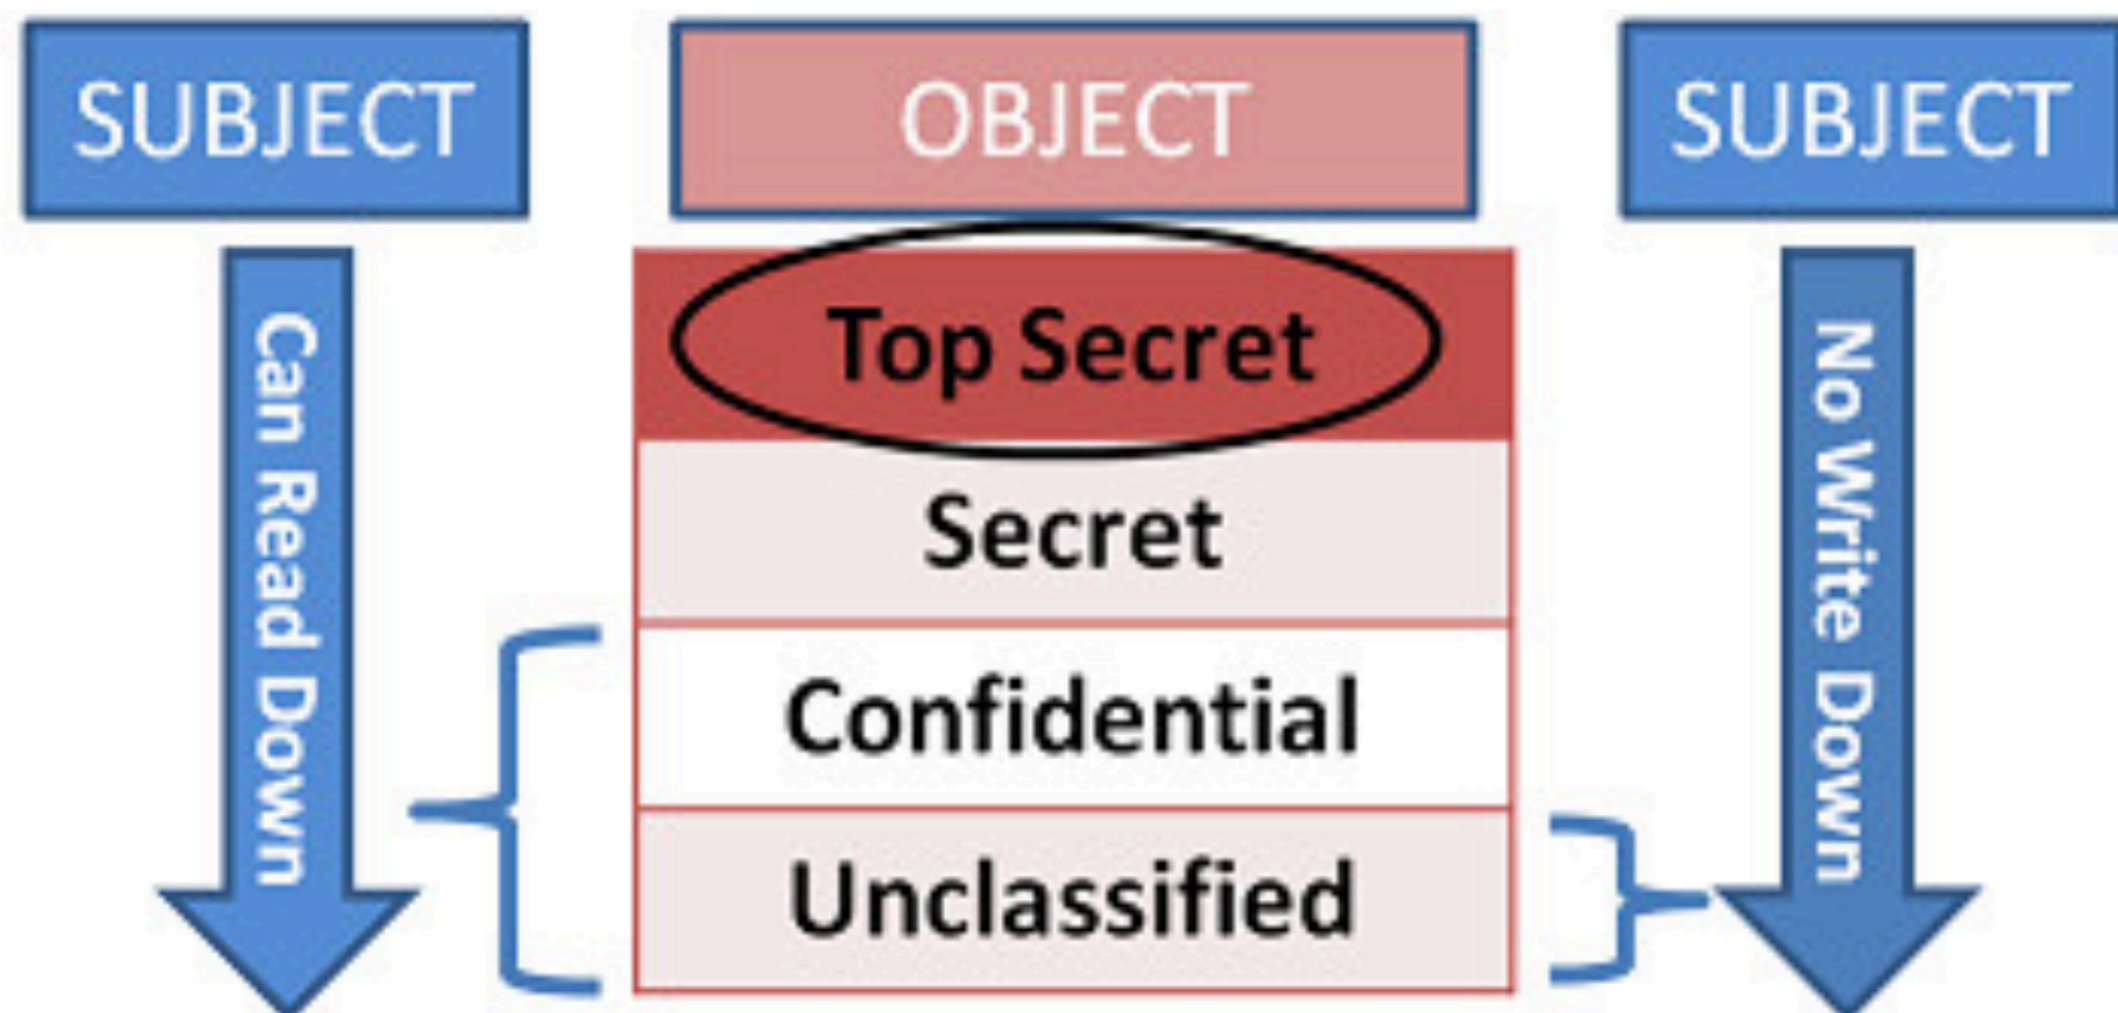 SUBJECT
OBJECT
SUBJECT
Can Read Down
Top Secret
Secret
Confidential
Unclassified
No Write Down